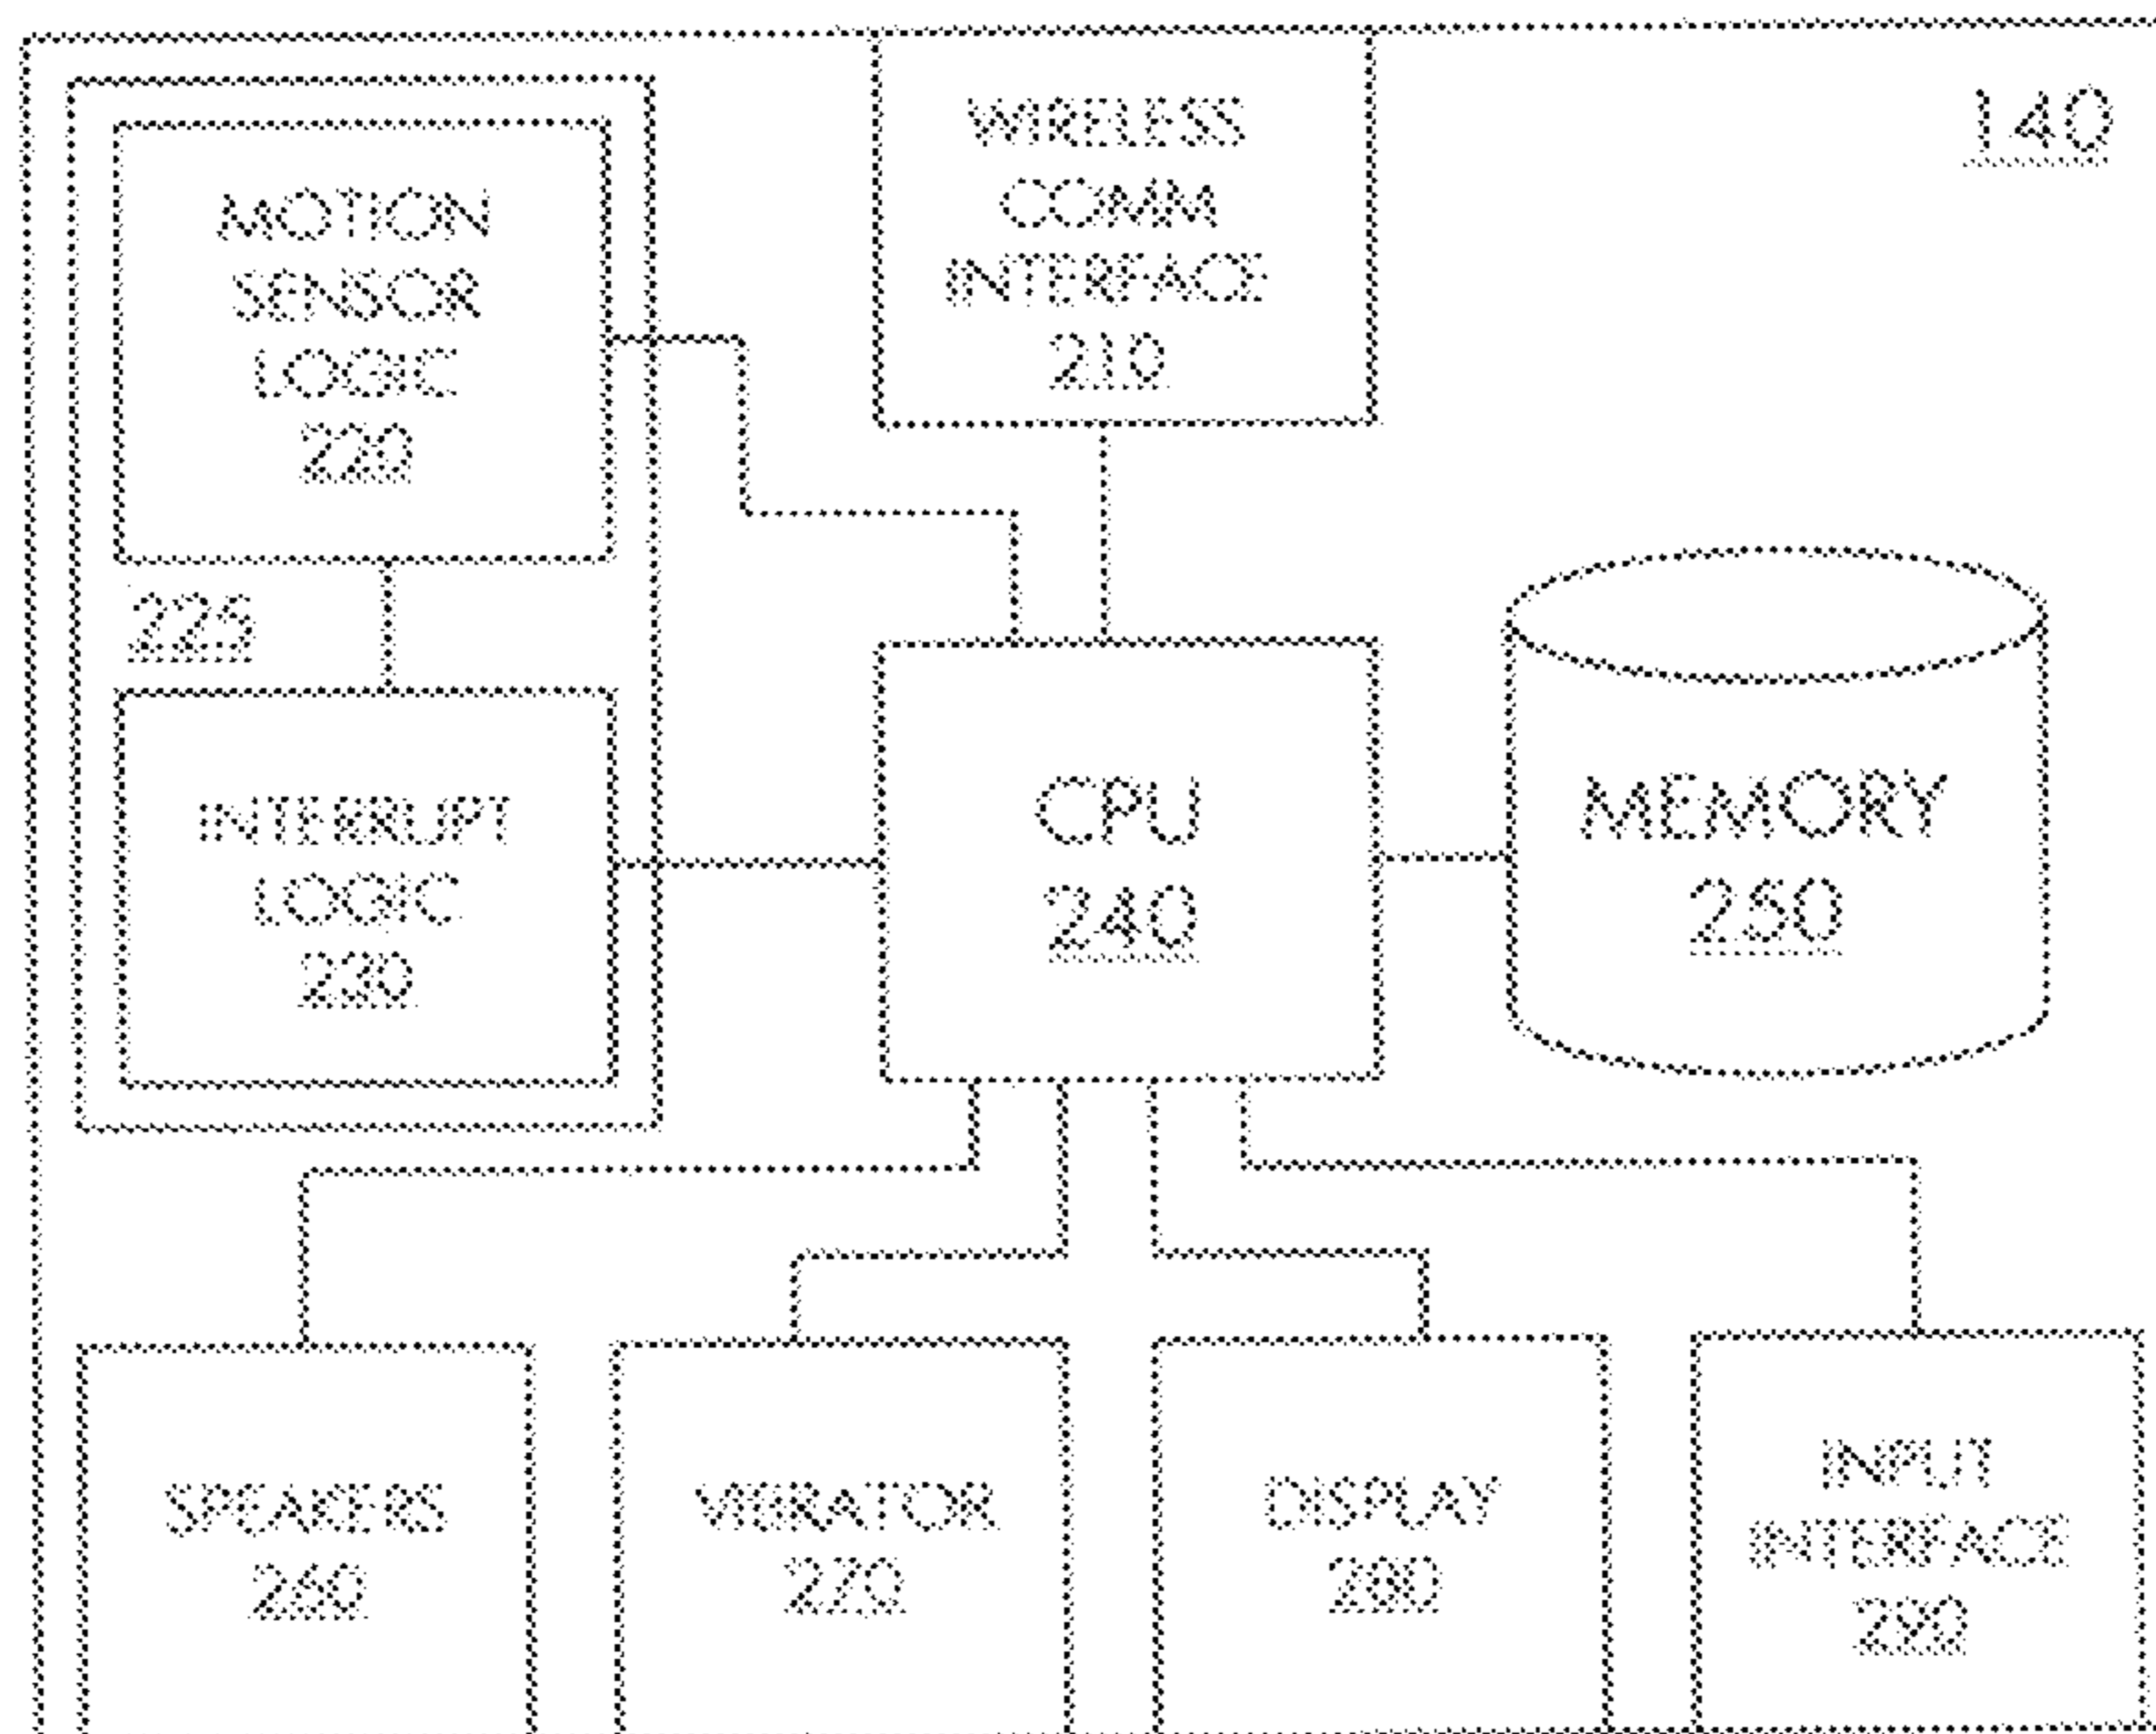 140
WIRELESS
COMM
INTERFACE
210
MOTION
SENSOR
LOGIC
220
225
INTERRUPT
LOGIC
230
CPU
240
MEMORY
250
SPEAKERS
260
VIBRATOR
270
DISPLAY
280
INPUT
INTERFACE
290